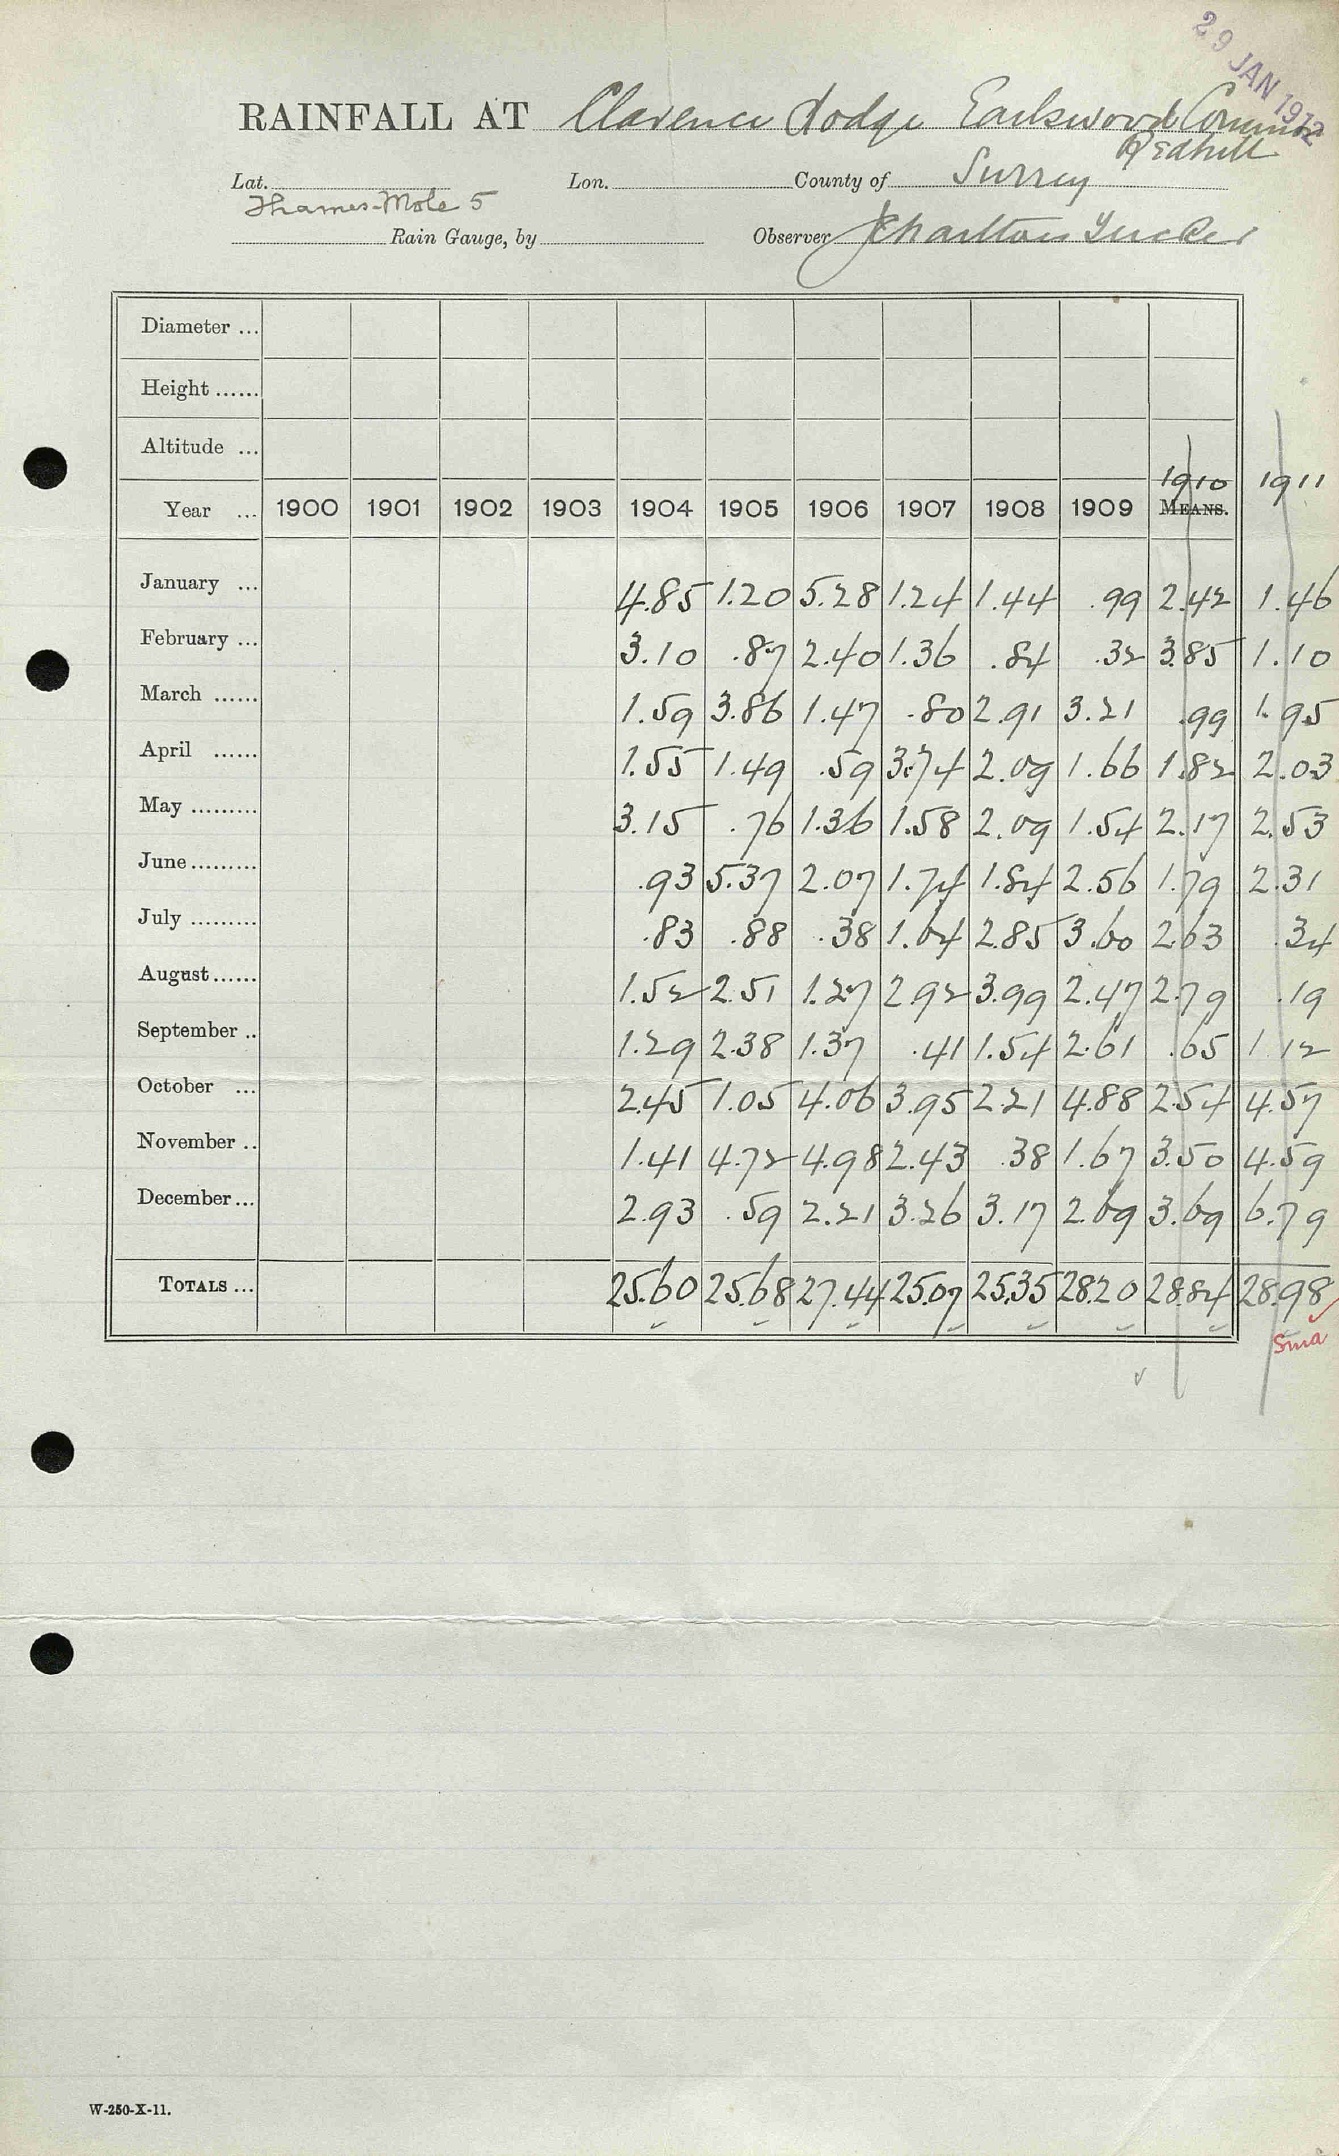 29 JAN 1912
RAINFALL AT Clarence Lodge Earlswood Common
Redhill
Lat. Lon. County of Surrey
Thames-Mole 5
Rain Gauge, by Observer J Charlton Tucker
Diameter ...
Height ......
Altitude ...
1910 1911
Year ... 1900 1901 1902 1903 1904 1905 1906 1907 1908 1909 MEANS.
January ... 4.85 1.20 5.28 1.24 1.44 .99 2.42 1.46
February ... 3.10 .87 2.40 1.36 .84 .32 3.85 1.10
March ...... 1.59 3.86 1.47 .80 2.91 3.21 .99 1.95
April ...... 1.55 1.49 .59 3.74 2.09 1.66 1.82 2.03
May ......... 3.15 .76 1.36 1.58 2.09 1.54 2.17 2.53
June ......... .93 5.37 2.07 1.74 1.84 2.56 1.79 2.31
July ......... .83 .88 .38 1.64 2.85 3.60 2.63 .34
August ...... 1.52 2.51 1.27 2.92 3.99 2.47 2.79 .19
September .. 1.29 2.38 1.37 .41 1.54 2.61 .65 1.12
October ... 2.45 1.05 4.06 3.95 2.21 4.88 2.54 4.57
November .. 1.41 4.72 4.98 2.43 .38 1.67 3.50 4.59
December ... 2.93 .59 2.21 3.26 3.17 2.69 3.69 6.79
TOTALS ... 25.60 25.68 27.44 25.07 25.35 28.20 28.84 28.98
Sma
W-250-X-11.